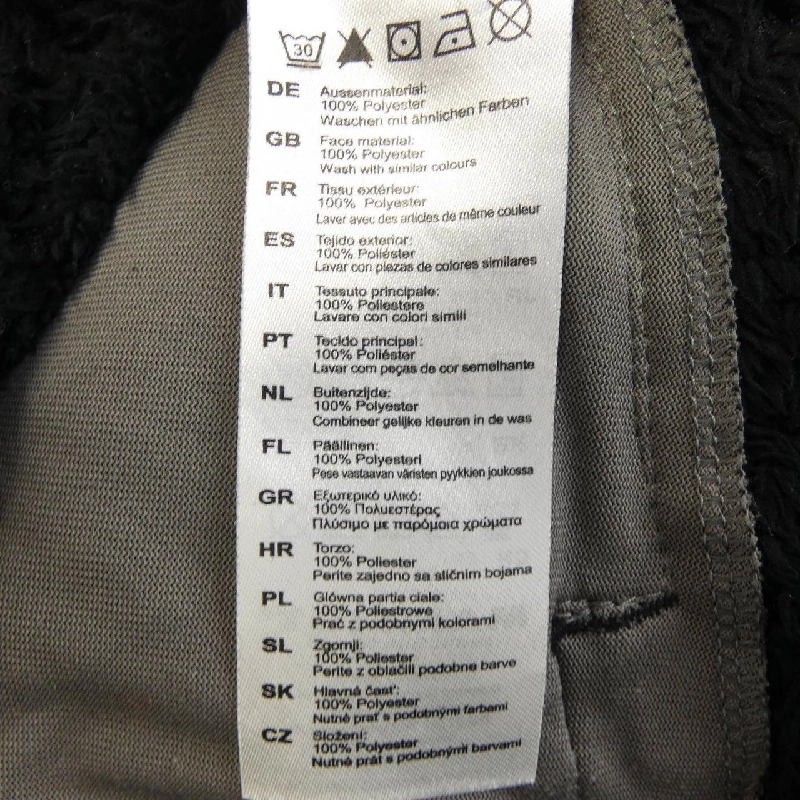 30
DE Aussenmaterial:
100% Polyester
Waschen mit ähnlichen Farben
GB Face material:
100% Polyester
Wash with similar colours
FR Tissu extérieur:
100% Polyester
Laver avec des articles de même couleur
ES Tejido exterior:
100% Poliéster
Lavar con piezas de colores similares
IT Tessuto principale:
100% Poliestere
Lavare con colori simili
PT Tecido principal:
100% Poliéster
Lavar com peças de cor semelhante
NL Buitenzijde:
100% Polyester
Combineer gelijke kleuren in de was
FL Päällinen:
100% Polyesteri
Pese vastaavan väristen pyykkien joukossa
GR Εξωτερικό υλικό:
100% Πολυεστέρας
Πλύσιμο με παρόμοια χρώματα
HR Torzo:
100% Poliester
Perite zajedno sa sličnim bojama
PL Główna partia ciale:
100% Poliestrowe
Prać z podobnymi kolorami
SL Zgornji:
100% Poliester
Perite z oblačili podobne barve
SK Hlavná časť:
100% Polyester
Nutné prať s podobnými farbami
CZ Složení:
100% Polyester
Nutné prát s podobnými barvami